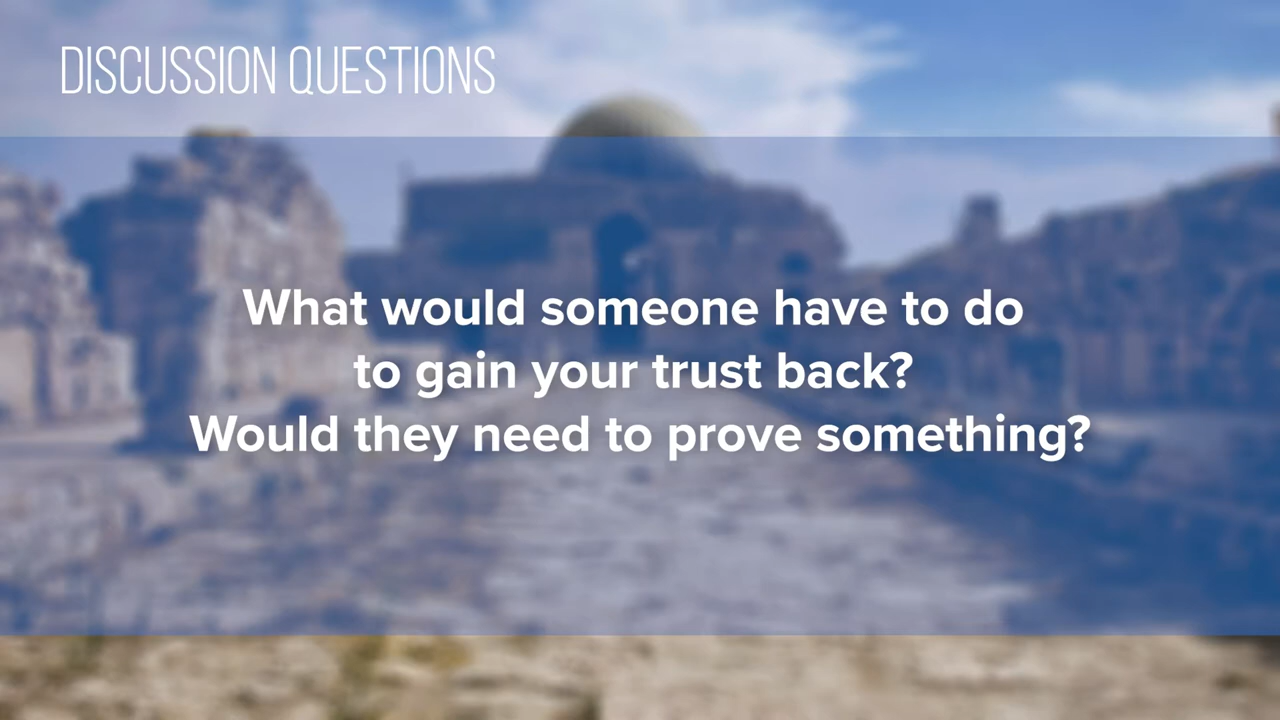 DISCUSSION QUESTIONS
What would someone have to do
to gain your trust back?
Would they need to prove something?